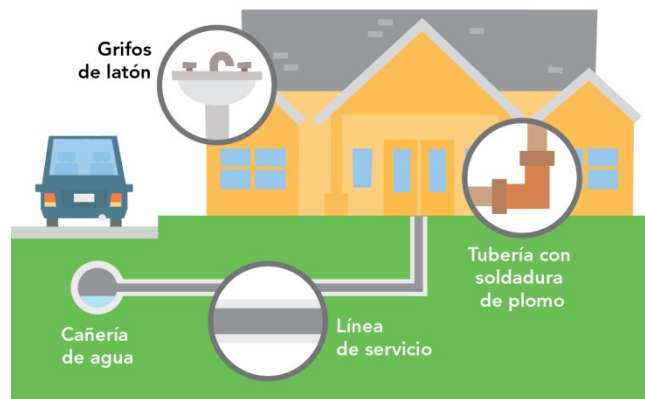 Grifos
de latón
Tubería con
soldadura
de plomo
Cañería
de agua
Línea
de servicio